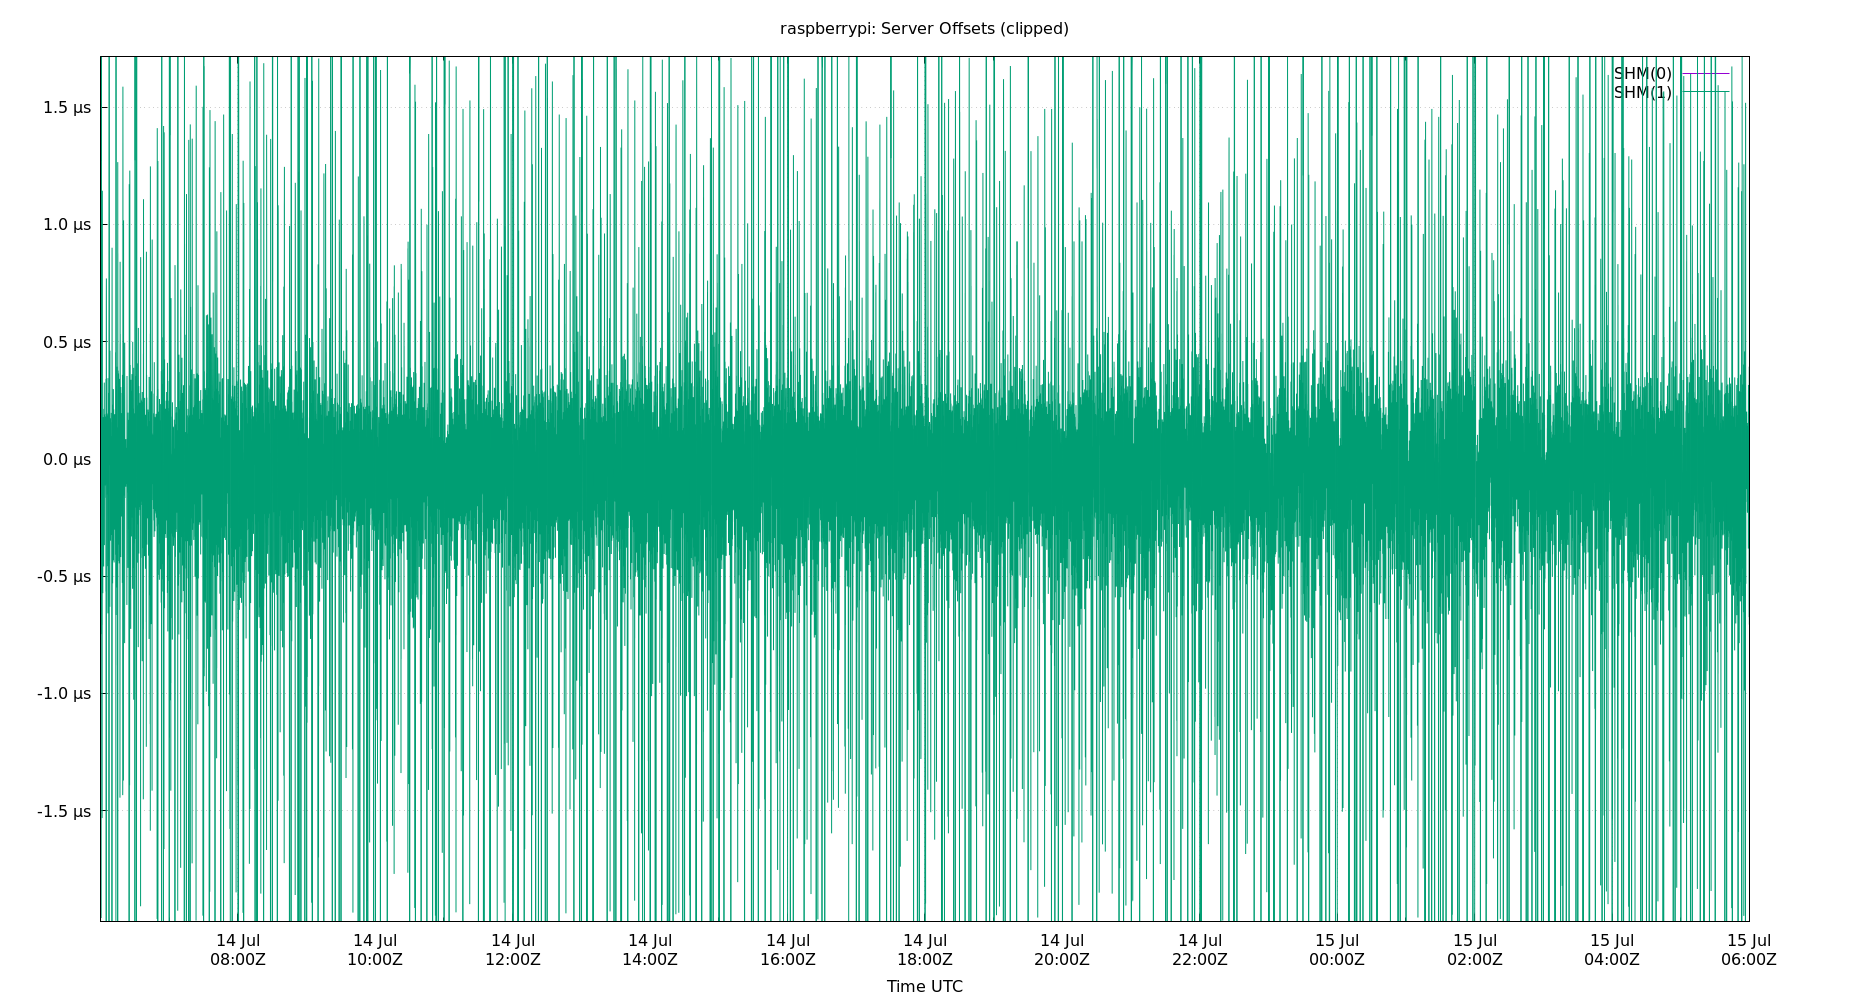 raspberrypi: Server Offsets (clipped)
SHM(0)
SHM(1)
1.5 µs
1.0 µs
0.5 µs
0.0 µs
-0.5 µs
-1.0 µs
-1.5 µs
14 Jul 14 Jul 14 Jul 14 Jul 14 Jul 14 Jul 14 Jul 14 Jul 15 Jul 15 Jul 15 Jul 15 Jul
08:00Z 10:00Z 12:00Z 14:00Z 16:00Z 18:00Z 20:00Z 22:00Z 00:00Z 02:00Z 04:00Z 06:00Z
Time UTC